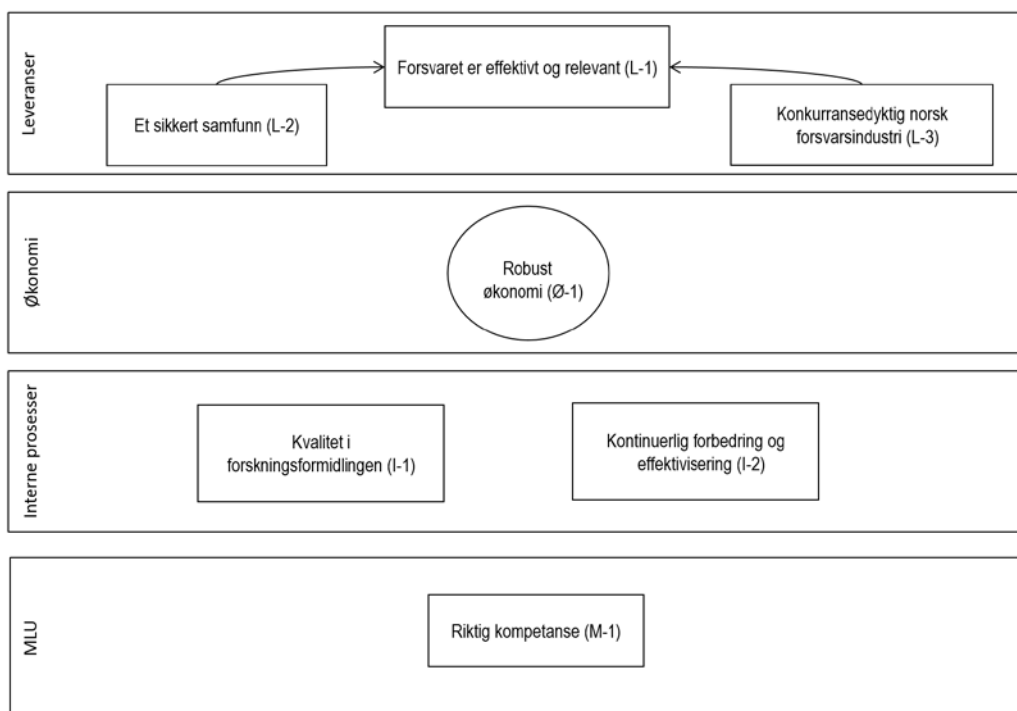 Leveranser
Forsvaret er effektivt og relevant (L-1)
Et sikkert samfunn (L-2)
Konkurransedyktig norsk
forsvarsindustri (L-3)
Økonomi
Robust
økonomi (Ø-1)
Interne prosesser
Kvalitet i
forskningsformidlingen (I-1)
Kontinuerlig forbedring og
effektivisering (I-2)
MLU
Riktig kompetanse (M-1)